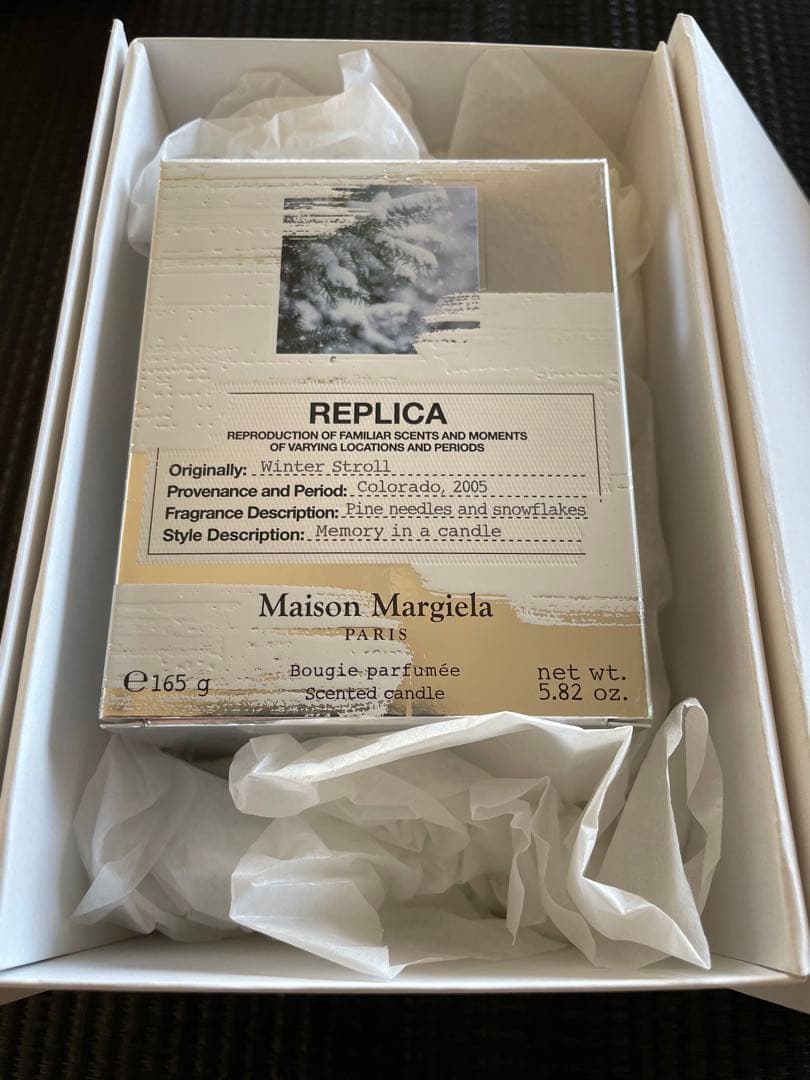 REPLICA
REPRODUCTION OF FAMILIAR SCENTS AND MOMENTS
OF VARYING LOCATIONS AND PERIODS
Originally: Winter Stroll
Provenance and Period: Colorado, 2005
Fragrance Description: Pine needles and snowflakes
Style Description: Memory in a candle
Maison Margiela
PARIS
℮165 g
Bougie parfumée
Scented candle
net wt.
5.82 oz.